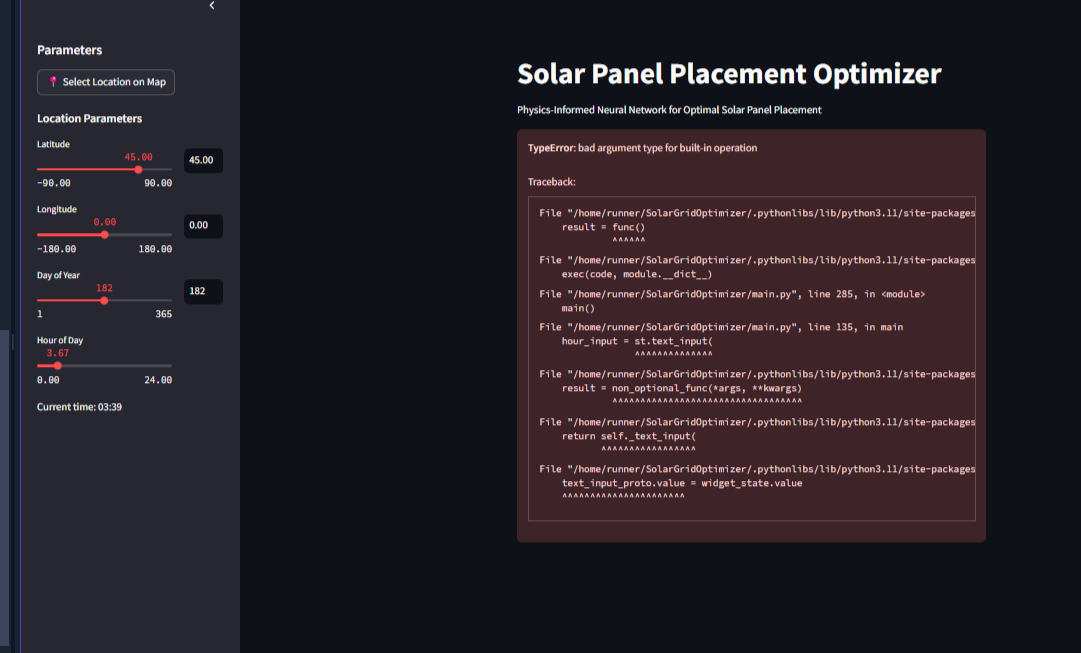 Parameters
Select Location on Map
Location Parameters
Latitude
45.00
45.00
-90.00 90.00
Longitude
0.00
0.00
-180.00 180.00
Day of Year
182
182
1 365
Hour of Day
3.67
0.00 24.00
Current time: 03:39
Solar Panel Placement Optimizer
Physics-Informed Neural Network for Optimal Solar Panel Placement
TypeError: bad argument type for built-in operation
Traceback:
File "/home/runner/SolarGridOptimizer/.pythonlibs/lib/python3.11/site-packages
result = func()
^^^^^^
File "/home/runner/SolarGridOptimizer/.pythonlibs/lib/python3.11/site-packages
exec(code, module.__dict__)
File "/home/runner/SolarGridOptimizer/main.py", line 285, in <module>
main()
File "/home/runner/SolarGridOptimizer/main.py", line 135, in main
hour_input = st.text_input(
^^^^^^^^^^^^^^
File "/home/runner/SolarGridOptimizer/.pythonlibs/lib/python3.11/site-packages
result = non_optional_func(*args, **kwargs)
^^^^^^^^^^^^^^^^^^^^^^^^^^^^^^^^^^
File "/home/runner/SolarGridOptimizer/.pythonlibs/lib/python3.11/site-packages
return self._text_input(
^^^^^^^^^^^^^^^^^
File "/home/runner/SolarGridOptimizer/.pythonlibs/lib/python3.11/site-packages
text_input_proto.value = widget_state.value
^^^^^^^^^^^^^^^^^^^^^^